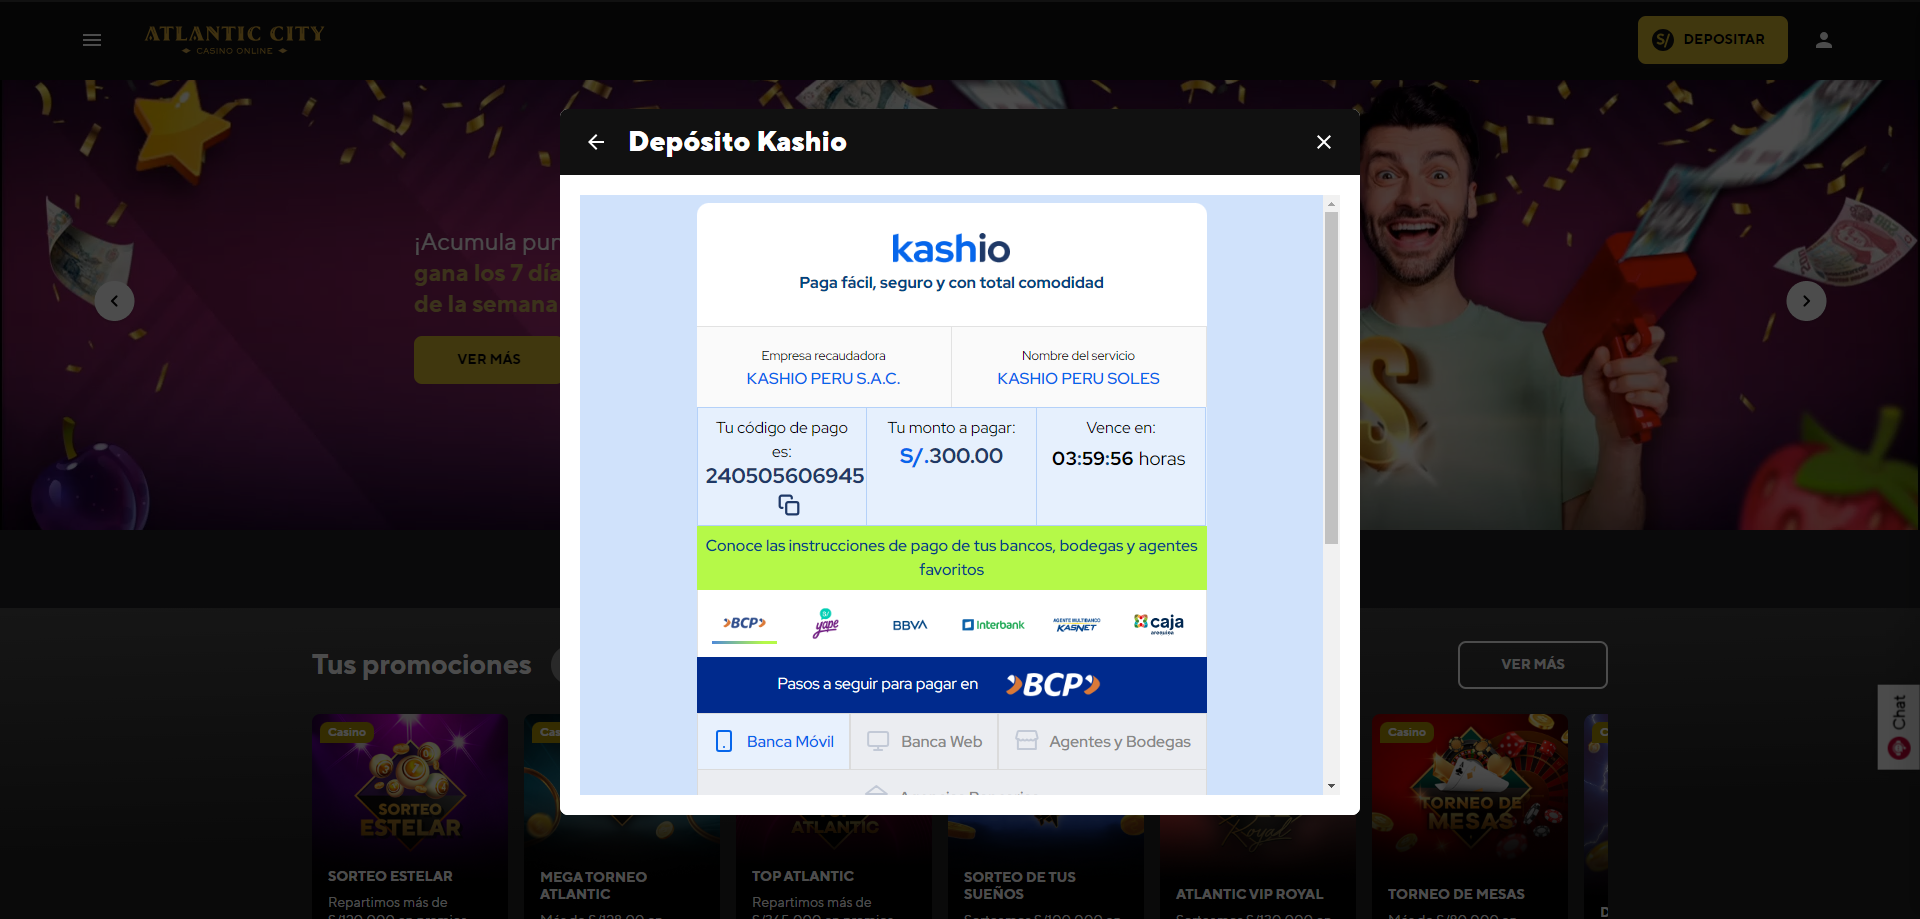 ATLANTIC CITY
CASINO ONLINE
S/ DEPOSITAR
Depósito Kashio
¡Acumula pun
gana los 7 día
de la semana
VER MÁS
kashio
Paga fácil, seguro y con total comodidad
Empresa recaudadora
KASHIO PERU S.A.C.
Nombre del servicio
KASHIO PERU SOLES
Tu código de pago
es:
240505606945
Tu monto a pagar:
S/.300.00
Vence en:
03:59:56 horas
Conoce las instrucciones de pago de tus bancos, bodegas y agentes
favoritos
BCP
S/
yape
BBVA
Interbank
AGENTE MULTIBANCO
KASNET
caja
arequipa
Pasos a seguir para pagar en BCP
Banca Móvil
Banca Web
Agentes y Bodegas
Tus promociones
VER MÁS
Chat
Casino
SORTEO
ESTELAR
SORTEO ESTELAR
Repartimos más de
Cas
MEGA TORNEO
ATLANTIC
ATLANTIC
TOP ATLANTIC
Repartimos más de
SORTEO DE TUS
SUEÑOS
Royal
ATLANTIC VIP ROYAL
Casino
TORNEO DE
MESAS
TORNEO DE MESAS